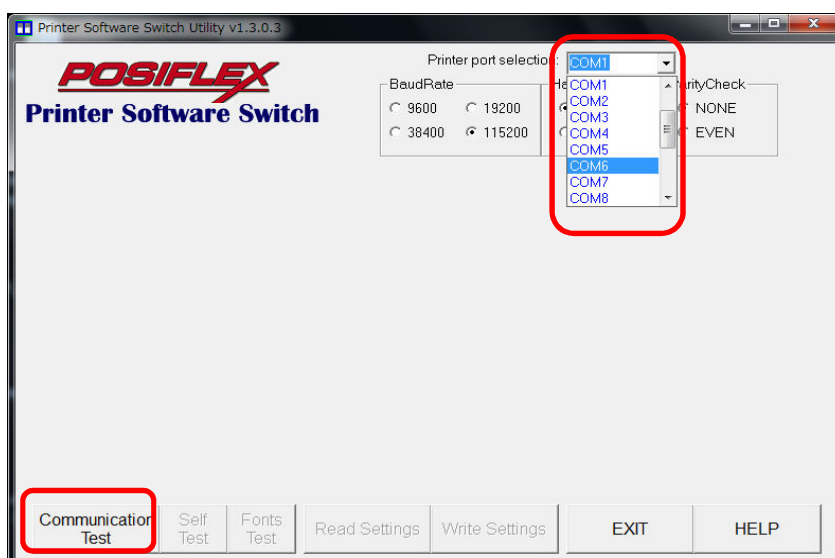 Printer Software Switch Utility v1.3.0.3
POSIFLEX
Printer Software Switch
Printer port selection:
COM1
COM1
COM2
COM3
COM4
COM5
COM6
COM7
COM8
BaudRate
9600 19200
38400 115200
Ha
arityCheck
NONE
EVEN
Communication Test
Self Test
Fonts Test
Read Settings
Write Settings
EXIT
HELP